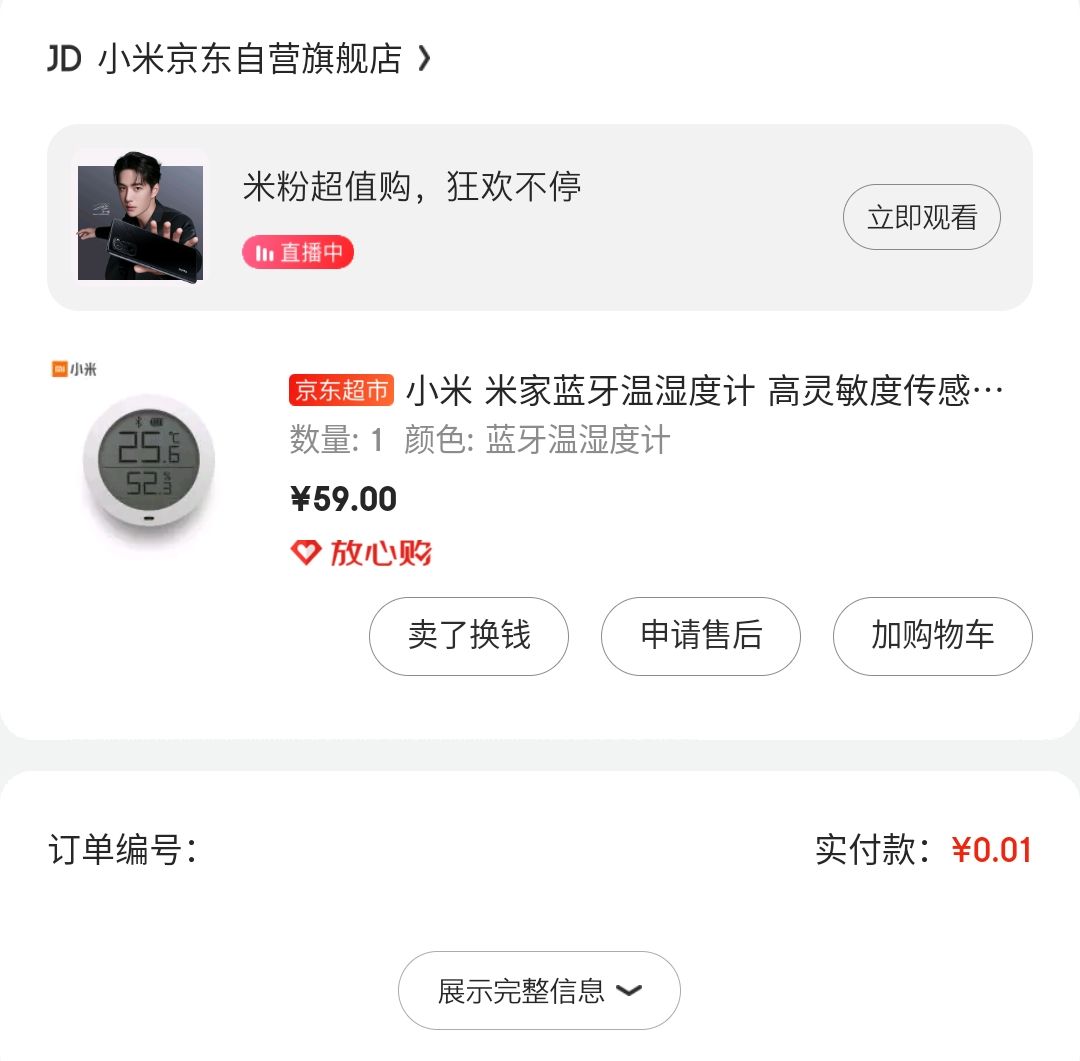 JD 小米京东自营旗舰店
米粉超值购，狂欢不停
直播中
立即观看
小米
京东超市 小米 米家蓝牙温湿度计 高灵敏度传感…
数量: 1 颜色: 蓝牙温湿度计
25.6 ℃
52.3 %
¥59.00
放心购
卖了换钱 申请售后 加购物车
订单编号： 实付款：¥0.01
展示完整信息